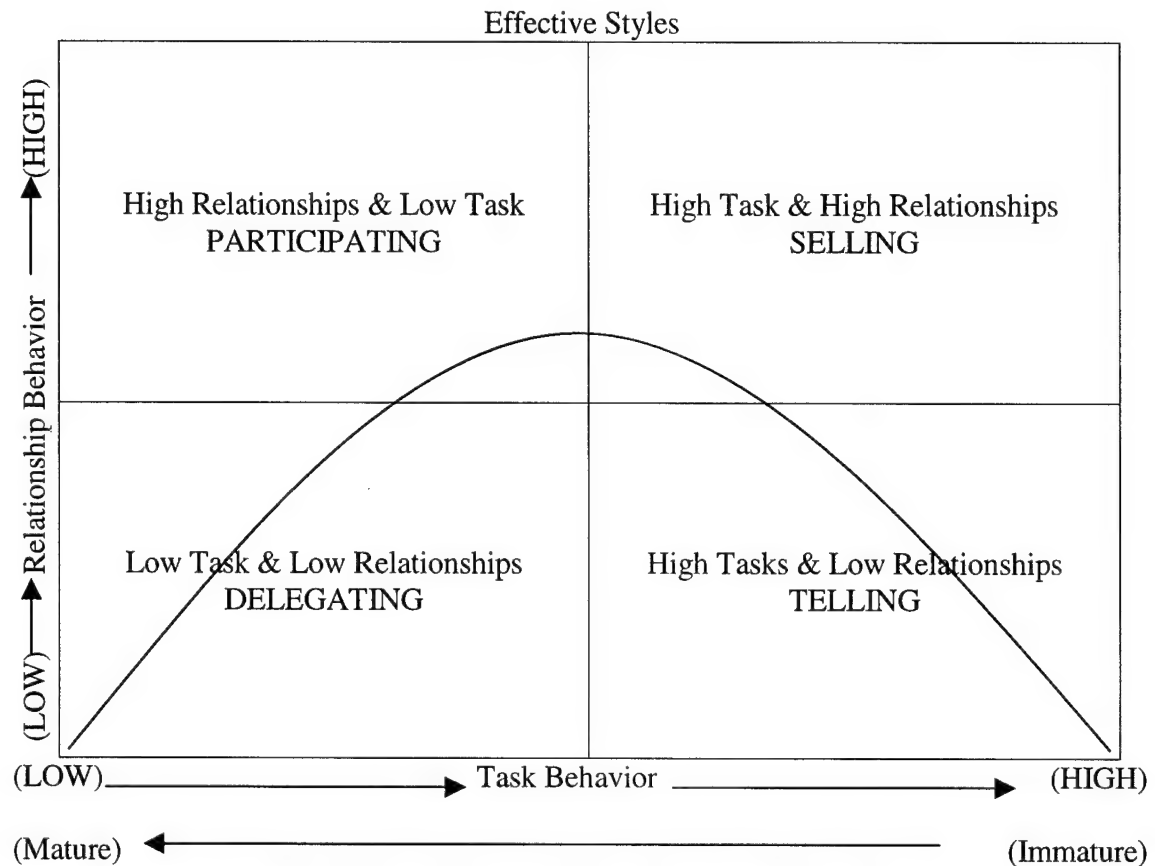 Effective Styles
(HIGH)
Relationship Behavior
(LOW)
High Relationships & Low Task
PARTICIPATING
High Task & High Relationships
SELLING
Low Task & Low Relationships
DELEGATING
High Tasks & Low Relationships
TELLING
(LOW)
Task Behavior
(HIGH)
(Mature)
(Immature)